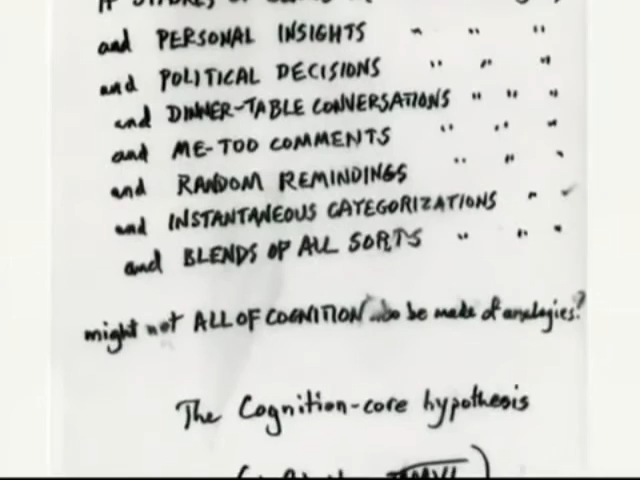 and PERSONAL INSIGHTS " " "
and POLITICAL DECISIONS " " "
and DINNER-TABLE CONVERSATIONS " " "
and ME-TOO COMMENTS " " "
and RANDOM REMINDINGS " " "
and INSTANTANEOUS CATEGORIZATIONS " "
and BLENDS OF ALL SORTS " " "
might not ALL OF COGNITION also be made of analogies?
The Cognition-core hypothesis